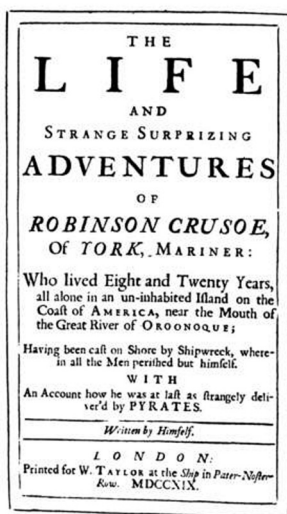 THE
LIFE
AND
STRANGE SURPRIZING
ADVENTURES
OF
ROBINSON CRUSOE,
Of YORK, MARINER:
Who lived Eight and Twenty Years,
all alone in an un-inhabited Iſland on the
Coaſt of AMERICA, near the Mouth of
the Great River of OROONOQUE;
Having been caſt on Shore by Shipwreck, where-
in all the Men periſhed but himſelf.
WITH
An Account how he was at laſt as ſtrangely deli-
ver'd by PYRATES.
Written by Himſelf.
LONDON:
Printed for W. TAYLOR at the Ship in Pater-Noſter-
Row. MDCCXIX.